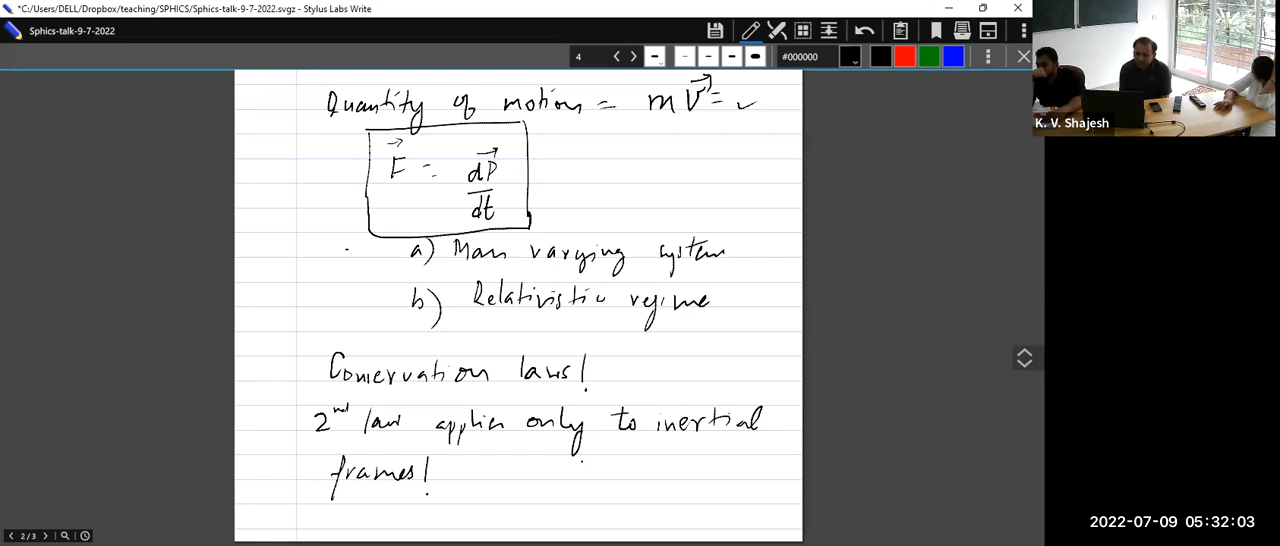 *C:/Users/DELL/Dropbox/teaching/SPHICS/Sphics-talk-9-7-2022.svgz - Stylus Labs Write
Sphics-talk-9-7-2022
4
#000000
K. V. Shajesh
Quantity of motion = m V⃗ = ✓
F⃗ = dP⃗/dt
a) Mass varying system
b) Relativistic regime
Conservation laws!
2nd law applies only to inertial
frames!
2/3
2022-07-09 05:32:03